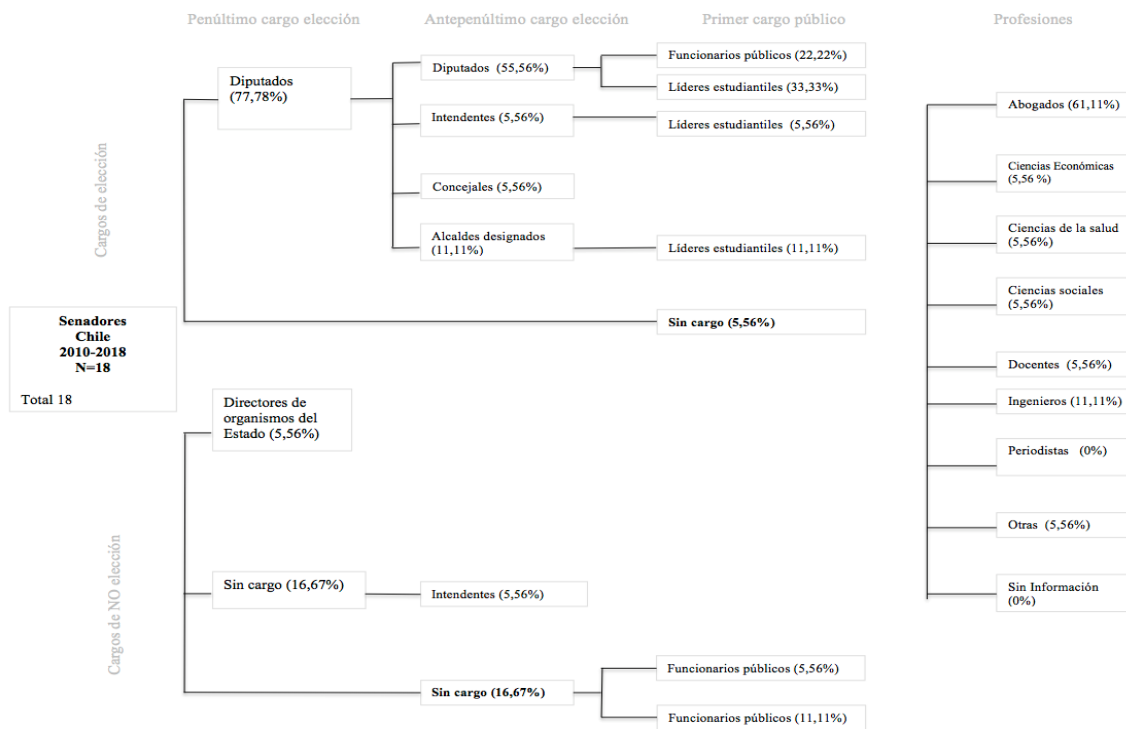 Penúltimo cargo elección
Antepenúltimo cargo elección
Primer cargo público
Profesiones
Cargos de elección
Diputados
(77,78%)
Diputados (55,56%)
Funcionarios públicos (22,22%)
Líderes estudiantiles (33,33%)
Intendentes (5,56%)
Líderes estudiantiles (5,56%)
Concejales (5,56%)
Alcaldes designados
(11,11%)
Líderes estudiantiles (11,11%)
Sin cargo (5,56%)
Senadores
Chile
2010-2018
N=18
Total 18
Cargos de NO elección
Directores de
organismos del
Estado (5,56%)
Sin cargo (16,67%)
Intendentes (5,56%)
Sin cargo (16,67%)
Funcionarios públicos (5,56%)
Funcionarios públicos (11,11%)
Abogados (61,11%)
Ciencias Económicas
(5,56 %)
Ciencias de la salud
(5,56%)
Ciencias sociales
(5,56%)
Docentes (5,56%)
Ingenieros (11,11%)
Periodistas (0%)
Otras (5,56%)
Sin Información
(0%)